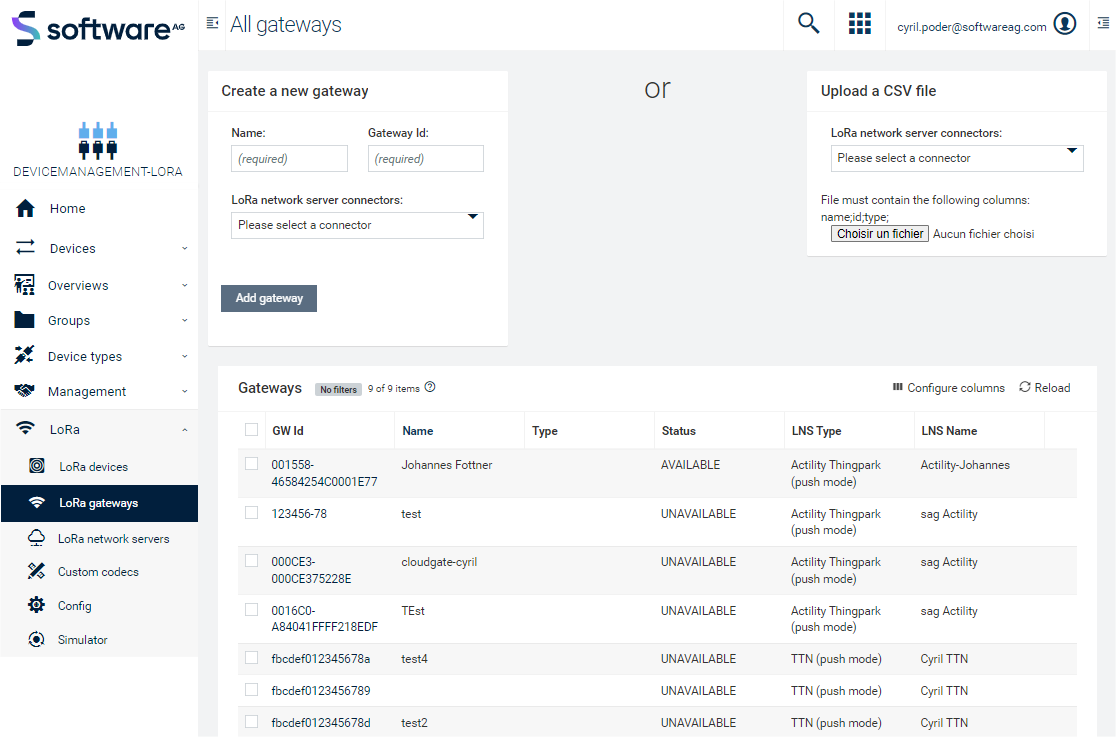 software AG
All gateways
cyril.poder@softwareag.com
DEVICEMANAGEMENT-LORA
Home
Devices
Overviews
Groups
Device types
Management
LoRa
LoRa devices
LoRa gateways
LoRa network servers
Custom codecs
Config
Simulator
Create a new gateway
Name:
Gateway Id:
(required)
(required)
LoRa network server connectors:
Please select a connector
Add gateway
or
Upload a CSV file
LoRa network server connectors:
Please select a connector
File must contain the following columns:
name;id;type;
Choisir un fichier Aucun fichier choisi
Gateways No filters 9 of 9 items
Configure columns Reload
GW Id Name Type Status LNS Type LNS Name
001558- Johannes Fottner AVAILABLE Actility Thingpark Actility-Johannes
46584254C0001E77 (push mode)
123456-78 test UNAVAILABLE Actility Thingpark sag Actility
(push mode)
000CE3- cloudgate-cyril UNAVAILABLE Actility Thingpark sag Actility
000CE375228E (push mode)
0016C0- TEst UNAVAILABLE Actility Thingpark sag Actility
A84041FFFF218EDF (push mode)
fbcdef012345678a test4 UNAVAILABLE TTN (push mode) Cyril TTN
fbcdef0123456789 UNAVAILABLE TTN (push mode) Cyril TTN
fbcdef012345678d test2 UNAVAILABLE TTN (push mode) Cyril TTN